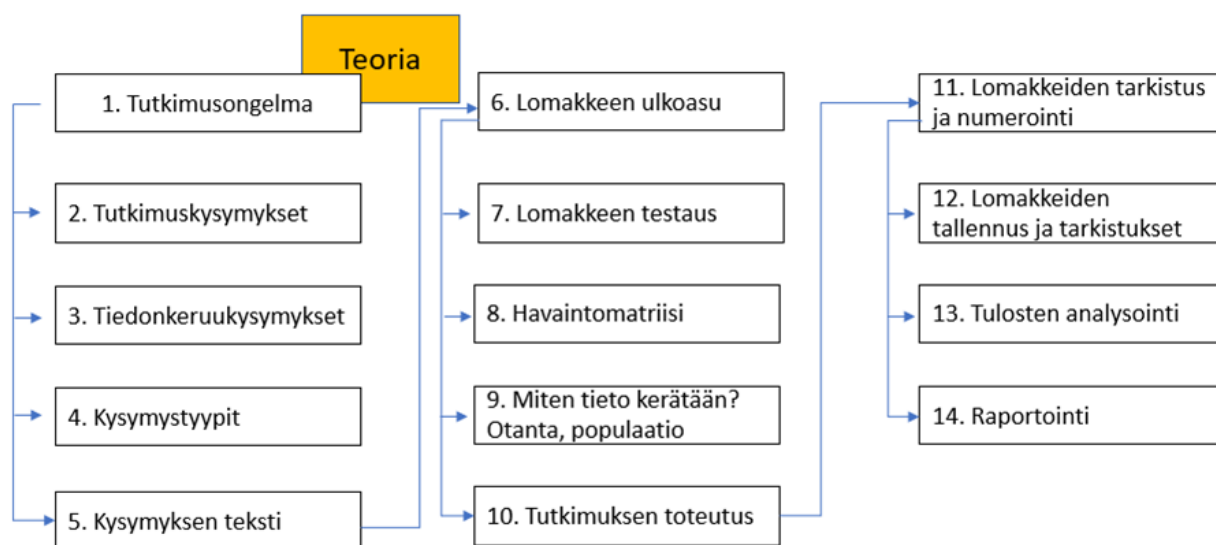 Teoria
1. Tutkimusongelma
2. Tutkimuskysymykset
3. Tiedonkeruukysymykset
4. Kysymystyypit
5. Kysymyksen teksti
6. Lomakkeen ulkoasu
7. Lomakkeen testaus
8. Havaintomatriisi
9. Miten tieto kerätään?
Otanta, populaatio
10. Tutkimuksen toteutus
11. Lomakkeiden tarkistus
ja numerointi
12. Lomakkeiden
tallennus ja tarkistukset
13. Tulosten analysointi
14. Raportointi